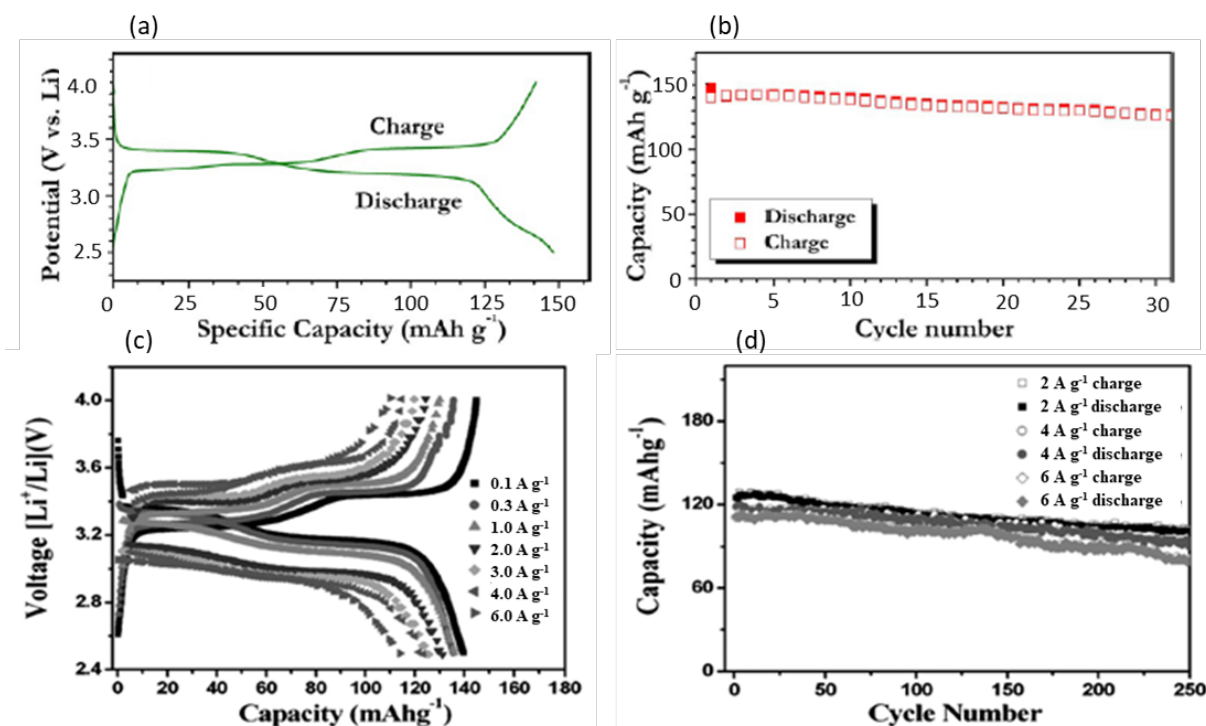 (a)
Potential (V vs. Li)
4.0
3.5
3.0
2.5
Charge
Discharge
0 25 50 75 100 125 150
Specific Capacity (mAh g⁻¹)
(b)
Capacity (mAh g⁻¹)
150
100
50
0
Discharge
Charge
0 5 10 15 20 25 30
Cycle number
(c)
Voltage [Li⁺/Li](V)
4.0
3.6
3.2
2.8
2.4
0.1 A g⁻¹
0.3 A g⁻¹
1.0 A g⁻¹
2.0 A g⁻¹
3.0 A g⁻¹
4.0 A g⁻¹
6.0 A g⁻¹
0 20 40 60 80 100 120 140 160 180
Capacity (mAhg⁻¹)
(d)
Capacity (mAhg⁻¹)
180
120
60
0
2 A g⁻¹ charge
2 A g⁻¹ discharge
4 A g⁻¹ charge
4 A g⁻¹ discharge
6 A g⁻¹ charge
6 A g⁻¹ discharge
0 50 100 150 200 250
Cycle Number